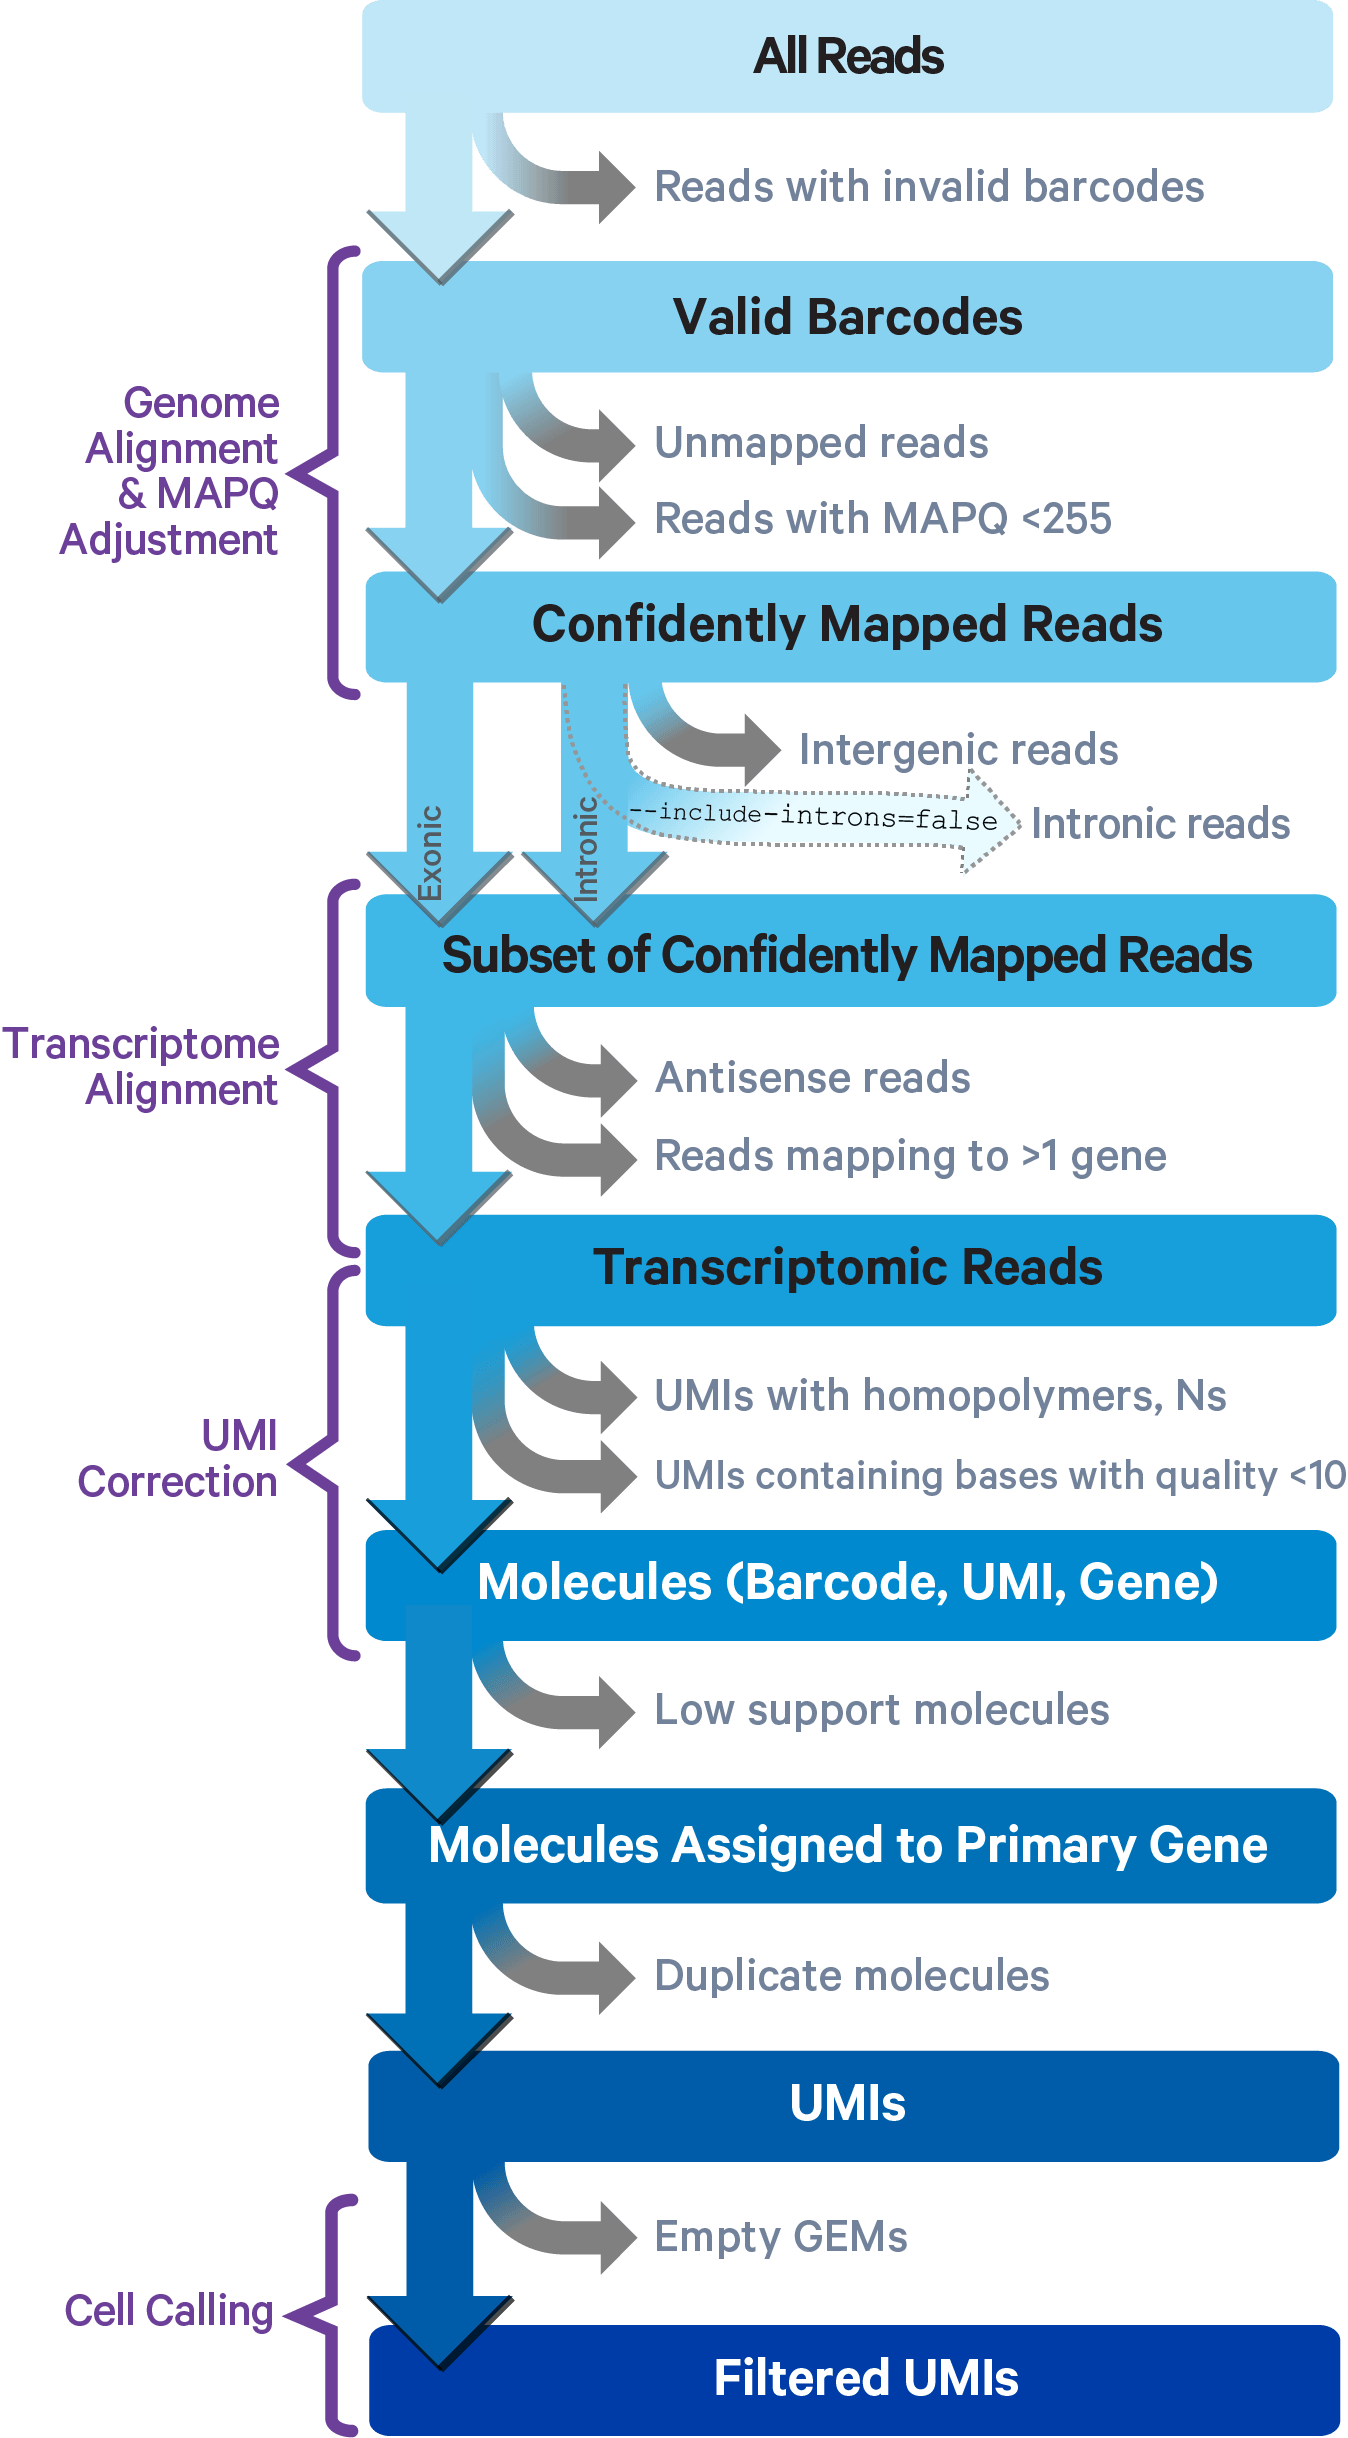 All Reads
Reads with invalid barcodes
Valid Barcodes
Genome
Alignment
& MAPQ
Adjustment
Unmapped reads
Reads with MAPQ <255
Confidently Mapped Reads
Intergenic reads
Exonic
Intronic
--include-introns=false
Intronic reads
Subset of Confidently Mapped Reads
Transcriptome
Alignment
Antisense reads
Reads mapping to >1 gene
Transcriptomic Reads
UMI
Correction
UMIs with homopolymers, Ns
UMIs containing bases with quality <10
Molecules (Barcode, UMI, Gene)
Low support molecules
Molecules Assigned to Primary Gene
Duplicate molecules
UMIs
Empty GEMs
Cell Calling
Filtered UMIs